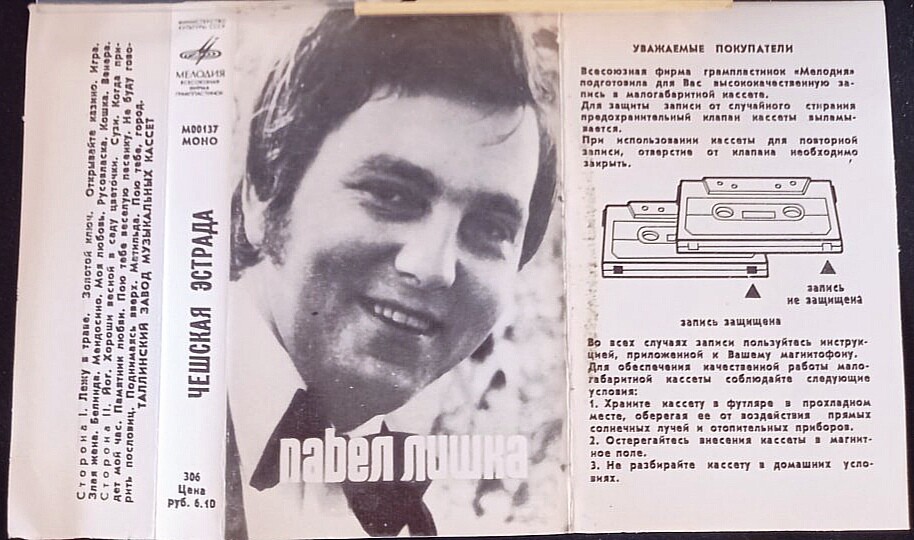 Сторона I. Лежу в траве. Золотой ключ. Открывайте казино. Игра.
Злая жена. Белинда. Мендосино. Моя любовь. Русовласка. Кошка. Венера.
Сторона II. Йог. Хороши весной в саду цветочки. Сузи. Когда при-
дет мой час. Памятник любви. Пою тебе веселую песенку. Не буду гово-
рить пословиц. Поднимаясь вверх. Матильда. Пою тебе, город.
ТАЛЛИНСКИЙ ЗАВОД МУЗЫКАЛЬНЫХ КАССЕТ
МИНИСТЕРСТВО
КУЛЬТУРЫ СССР
МЕЛОДИЯ
ВСЕСОЮЗНАЯ
ФИРМА
ГРАМПЛАСТИНОК
М00137
МОНО
ЧЕШСКАЯ ЭСТРАДА
306
Цена
руб. 6.10
павел лишка
УВАЖАЕМЫЕ ПОКУПАТЕЛИ
Всесоюзная фирма грампластинок «Мелодия»
подготовила для Вас высококачественную за-
пись в малогабаритной кассете.
Для защиты записи от случайного стирания
предохранительный клапан кассеты выламы-
вается.
При использовании кассеты для повторной
записи, отверстие от клапана необходимо
закрыть.
запись
не защищена
запись защищена
Во всех случаях записи пользуйтесь инструк-
цией, приложенной к Вашему магнитофону.
Для обеспечения качественной работы мало-
габаритной кассеты соблюдайте следующие
условия:
1. Храните кассету в футляре в прохладном
месте, оберегая ее от воздействия прямых
солнечных лучей и отопительных приборов.
2. Остерегайтесь внесения кассеты в магнит-
ное поле.
3. Не разбирайте кассету в домашних усло-
виях.